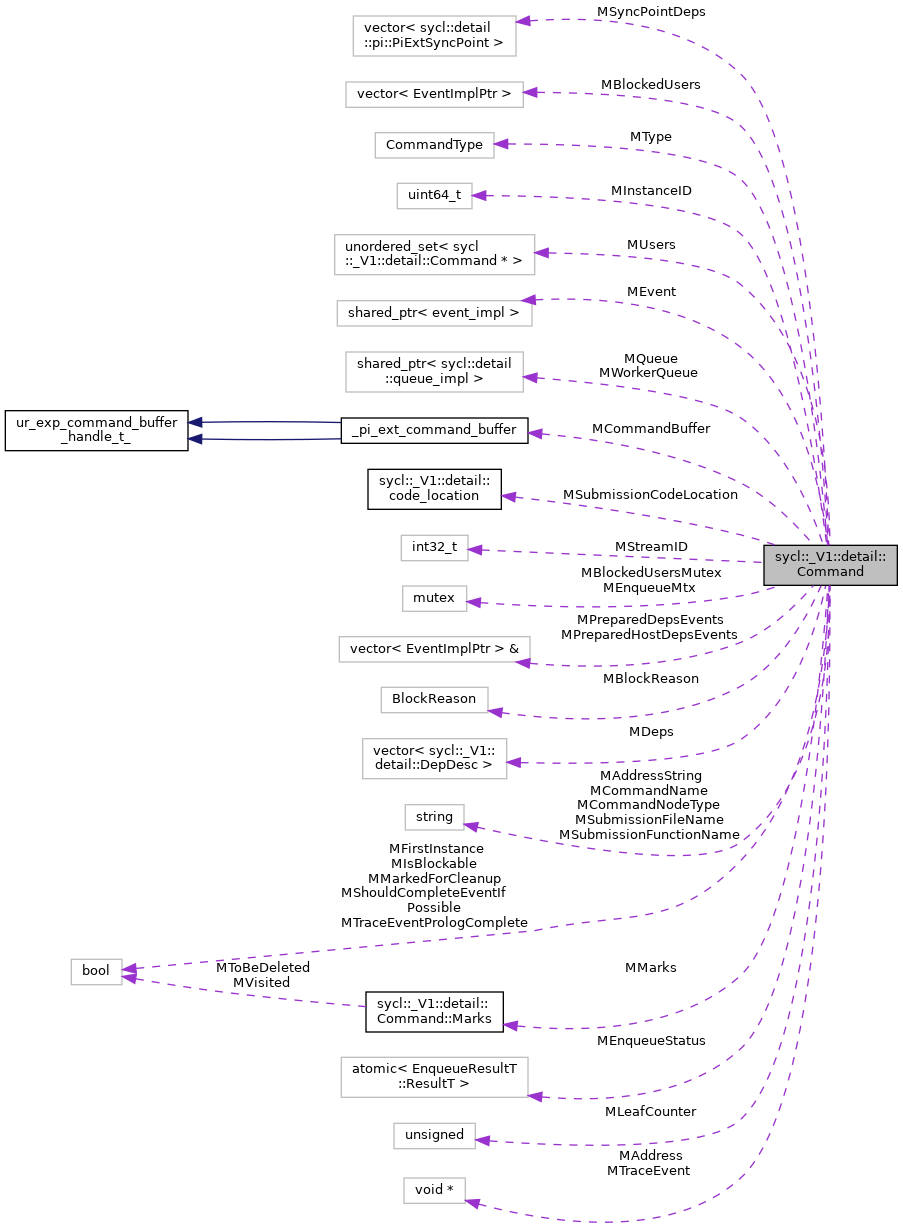 MSyncPointDeps
vector< sycl::detail
::pi::PiExtSyncPoint >
MBlockedUsers
vector< EventImplPtr >
MType
CommandType
MInstanceID
uint64_t
MUsers
unordered_set< sycl
::_V1::detail::Command * >
MEvent
shared_ptr< event_impl >
MQueue
MWorkerQueue
shared_ptr< sycl::detail
::queue_impl >
ur_exp_command_buffer
_handle_t_
_pi_ext_command_buffer
MCommandBuffer
sycl::_V1::detail::
code_location
MSubmissionCodeLocation
int32_t
MStreamID
sycl::_V1::detail::
Command
MBlockedUsersMutex
MEnqueueMtx
mutex
MPreparedDepsEvents
MPreparedHostDepsEvents
vector< EventImplPtr > &
MBlockReason
BlockReason
MDeps
vector< sycl::_V1::
detail::DepDesc >
MAddressString
MCommandName
MCommandNodeType
MSubmissionFileName
MSubmissionFunctionName
string
MFirstInstance
MIsBlockable
MMarkedForCleanup
MShouldCompleteEventIf
Possible
MTraceEventPrologComplete
bool
MToBeDeleted
MVisited
MMarks
sycl::_V1::detail::
Command::Marks
MEnqueueStatus
atomic< EnqueueResultT
::ResultT >
MLeafCounter
unsigned
MAddress
MTraceEvent
void *